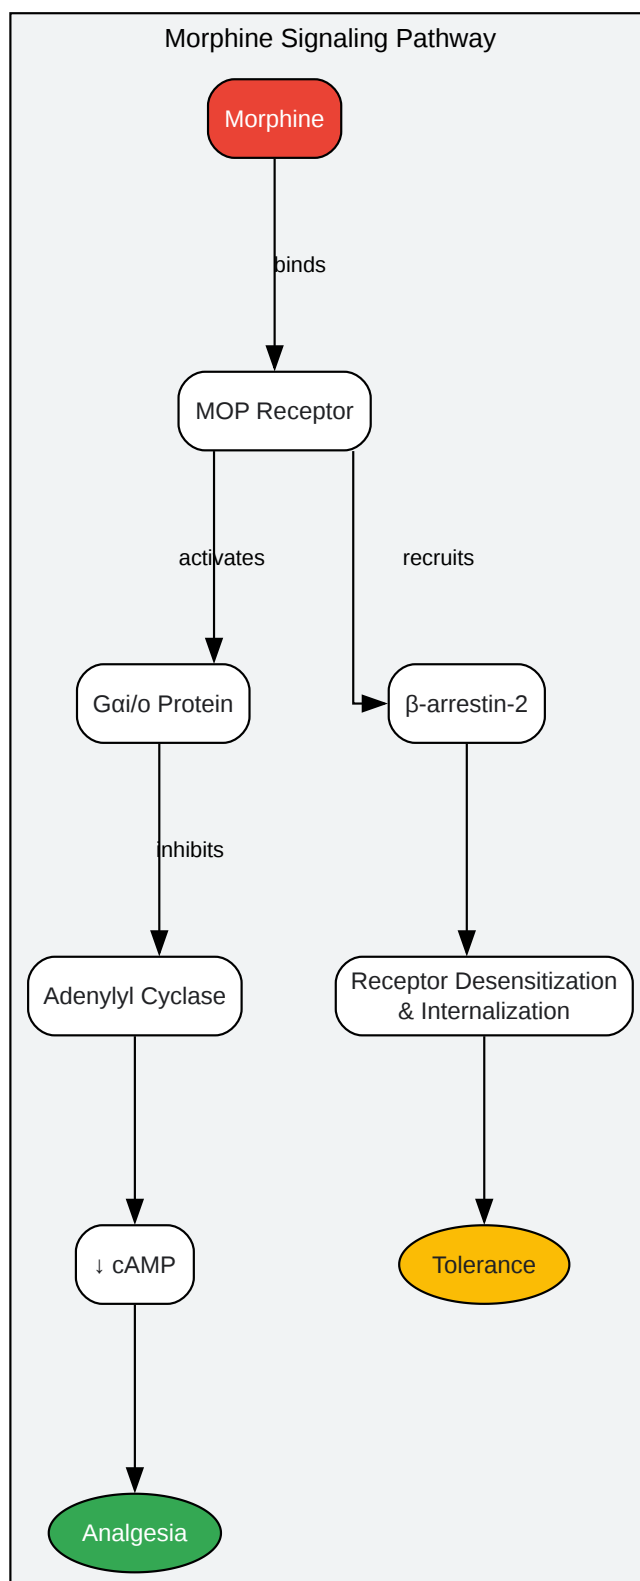 Morphine Signaling Pathway
Morphine
binds
MOP Receptor
activates
recruits
Gαi/o Protein
β-arrestin-2
inhibits
Adenylyl Cyclase
Receptor Desensitization
& Internalization
↓ cAMP
Tolerance
Analgesia